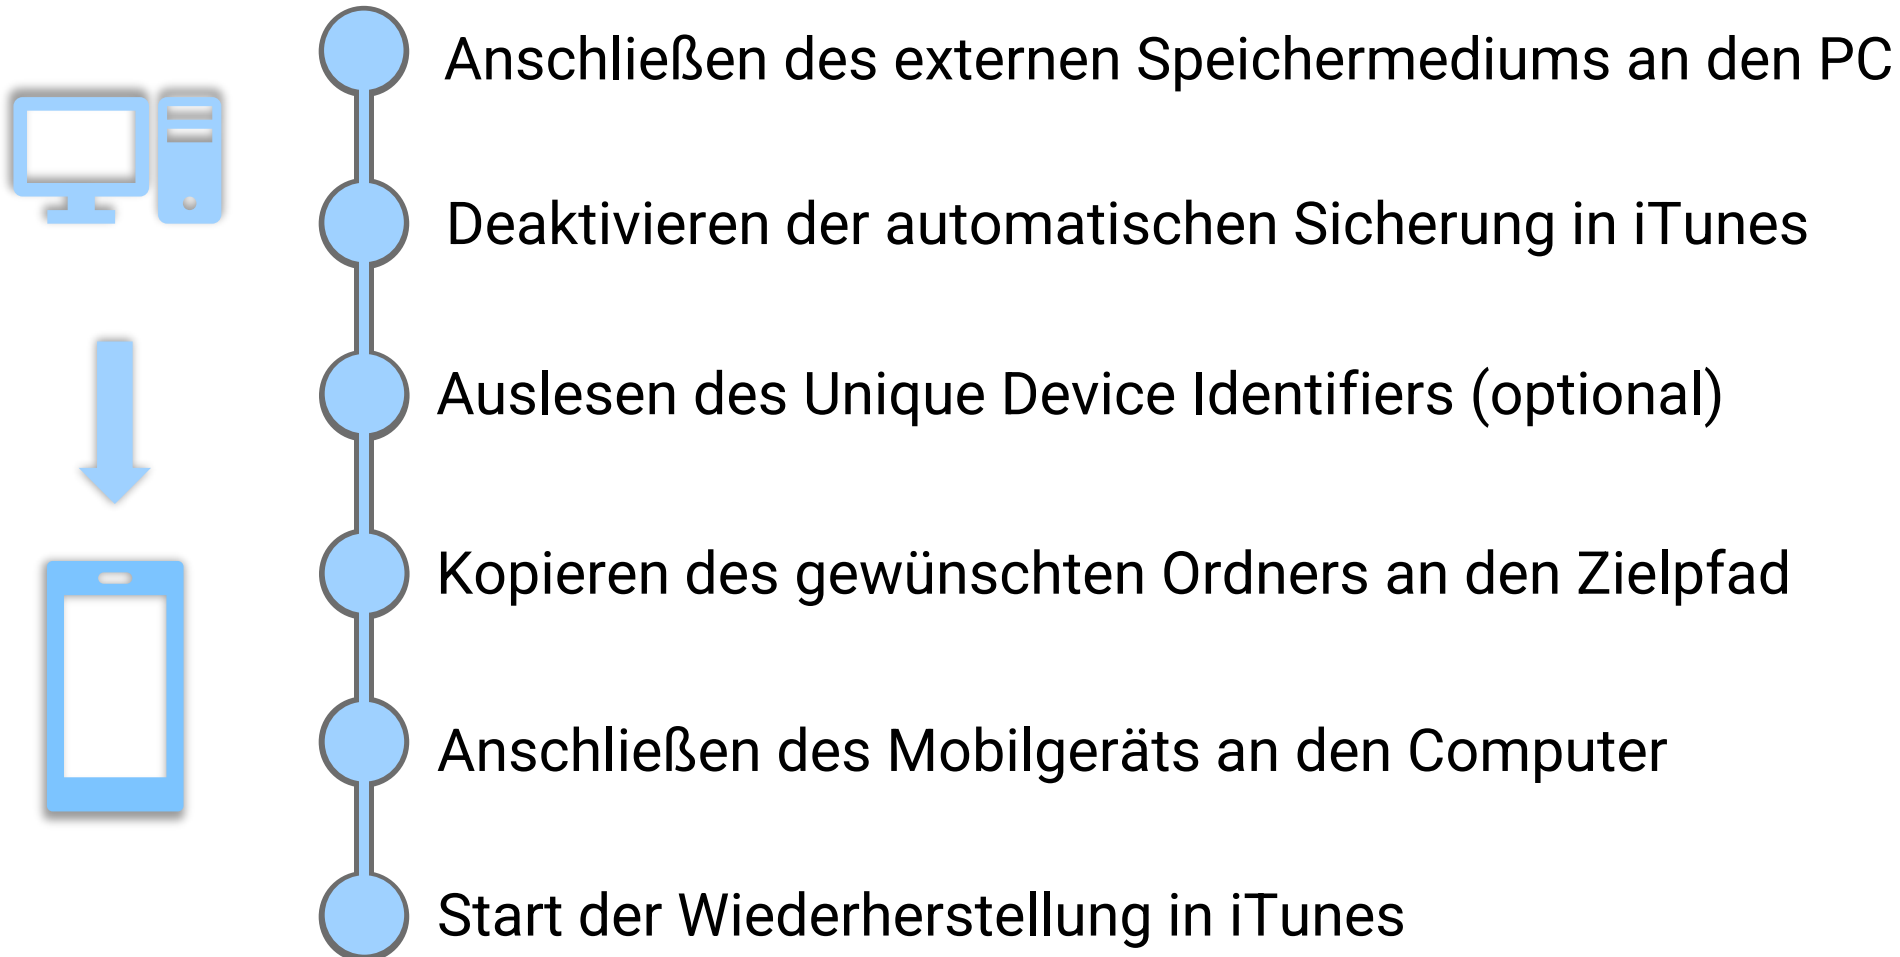 Anschließen des externen Speichermediums an den PC
Deaktivieren der automatischen Sicherung in iTunes
Auslesen des Unique Device Identifiers (optional)
Kopieren des gewünschten Ordners an den Zielpfad
Anschließen des Mobilgeräts an den Computer
Start der Wiederherstellung in iTunes